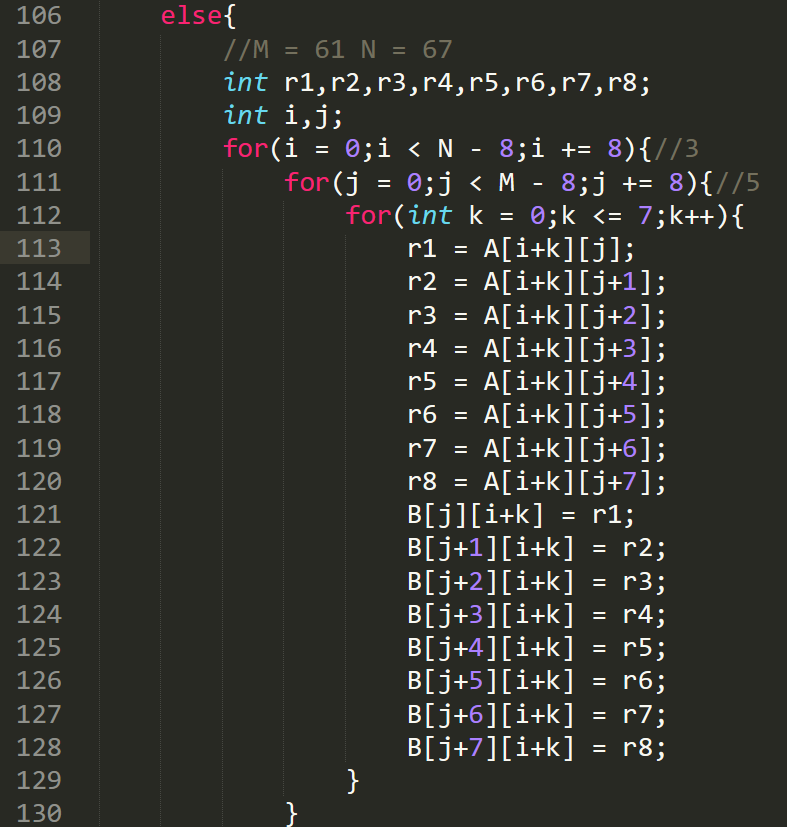 106 else{
107 //M = 61 N = 67
108 int r1,r2,r3,r4,r5,r6,r7,r8;
109 int i,j;
110 for(i = 0;i < N - 8;i += 8){//3
111 for(j = 0;j < M - 8;j += 8){//5
112 for(int k = 0;k <= 7;k++){
113 r1 = A[i+k][j];
114 r2 = A[i+k][j+1];
115 r3 = A[i+k][j+2];
116 r4 = A[i+k][j+3];
117 r5 = A[i+k][j+4];
118 r6 = A[i+k][j+5];
119 r7 = A[i+k][j+6];
120 r8 = A[i+k][j+7];
121 B[j][i+k] = r1;
122 B[j+1][i+k] = r2;
123 B[j+2][i+k] = r3;
124 B[j+3][i+k] = r4;
125 B[j+4][i+k] = r5;
126 B[j+5][i+k] = r6;
127 B[j+6][i+k] = r7;
128 B[j+7][i+k] = r8;
129 }
130 }